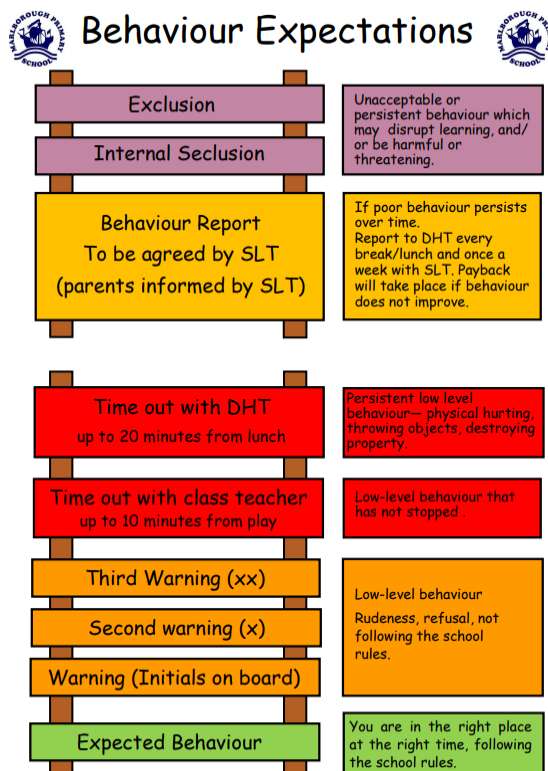 MARLBOROUGH PRIMARY
SCHOOL
Behaviour Expectations
MARLBOROUGH PRIMARY
SCHOOL
Exclusion
Internal Seclusion
Unacceptable or
persistent behaviour which
may disrupt learning, and/
or be harmful or
threatening.
Behaviour Report
To be agreed by SLT
(parents informed by SLT)
If poor behaviour persists
over time.
Report to DHT every
break/lunch and once a
week with SLT. Payback
will take place if behaviour
does not improve.
Time out with DHT
up to 20 minutes from lunch
Persistent low level
behaviour— physical hurting,
throwing objects, destroying
property.
Time out with class teacher
up to 10 minutes from play
Low-level behaviour that
has not stopped .
Third Warning (xx)
Second warning (x)
Warning (Initials on board)
Low-level behaviour
Rudeness, refusal, not
following the school
rules.
Expected Behaviour
You are in the right place
at the right time, following
the school rules.